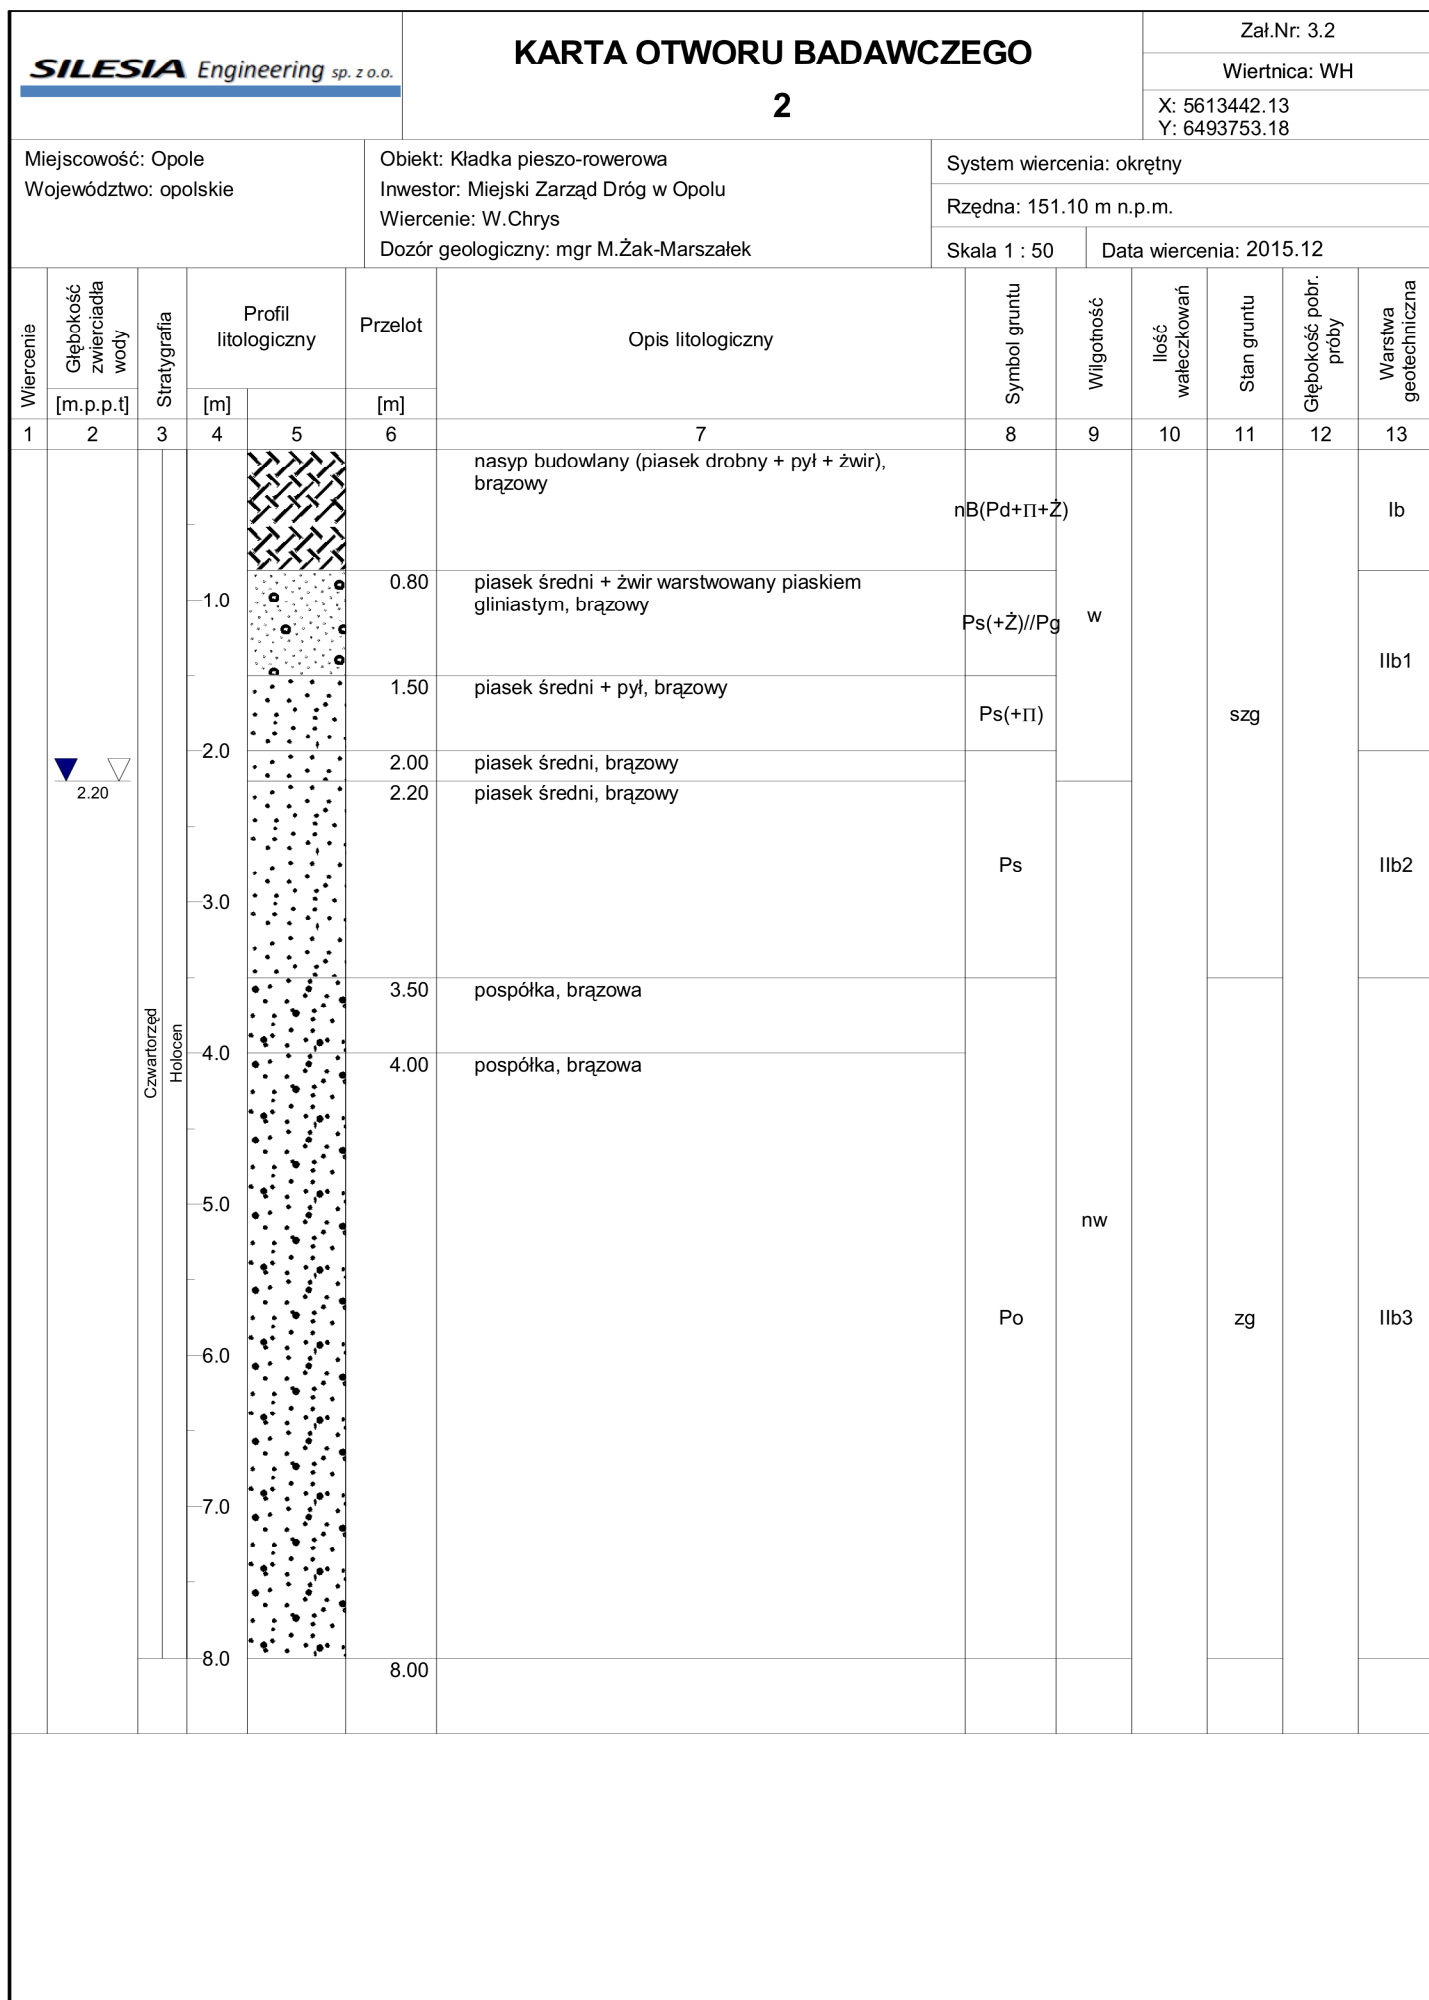 SILESIA Engineering sp. z o.o.
KARTA OTWORU BADAWCZEGO
2
Zał.Nr: 3.2
Wiertnica: WH
X: 5613442.13
Y: 6493753.18
Miejscowość: Opole
Województwo: opolskie
Obiekt: Kładka pieszo-rowerowa
Inwestor: Miejski Zarząd Dróg w Opolu
Wiercenie: W.Chrys
Dozór geologiczny: mgr M.Żak-Marszałek
System wiercenia: okrętny
Rzędna: 151.10 m n.p.m.
Skala 1 : 50
Data wiercenia: 2015.12
Wiercenie
Głębokość
zwierciadła
wody
[m.p.p.t]
Stratygrafia
Profil
litologiczny
[m]
Przelot
[m]
Opis litologiczny
Symbol gruntu
Wilgotność
Ilość
wałeczkowań
Stan gruntu
Głębokość pobr.
próby
Warstwa
geotechniczna
1 2 3 4 5 6 7 8 9 10 11 12 13
nasyp budowlany (piasek drobny + pył + żwir),
brązowy
nB(Pd+Π+Ż)
Ib
0.80
piasek średni + żwir warstwowany piaskiem
gliniastym, brązowy
1.0
Ps(+Ż)//Pg
w
IIb1
1.50
piasek średni + pył, brązowy
Ps(+Π)
szg
2.0
2.00
piasek średni, brązowy
2.20
2.20
piasek średni, brązowy
Ps
IIb2
3.0
3.50
pospółka, brązowa
Czwartorzęd
Holocen
4.0
4.00
pospółka, brązowa
5.0
nw
Po
zg
IIb3
6.0
7.0
8.0
8.00